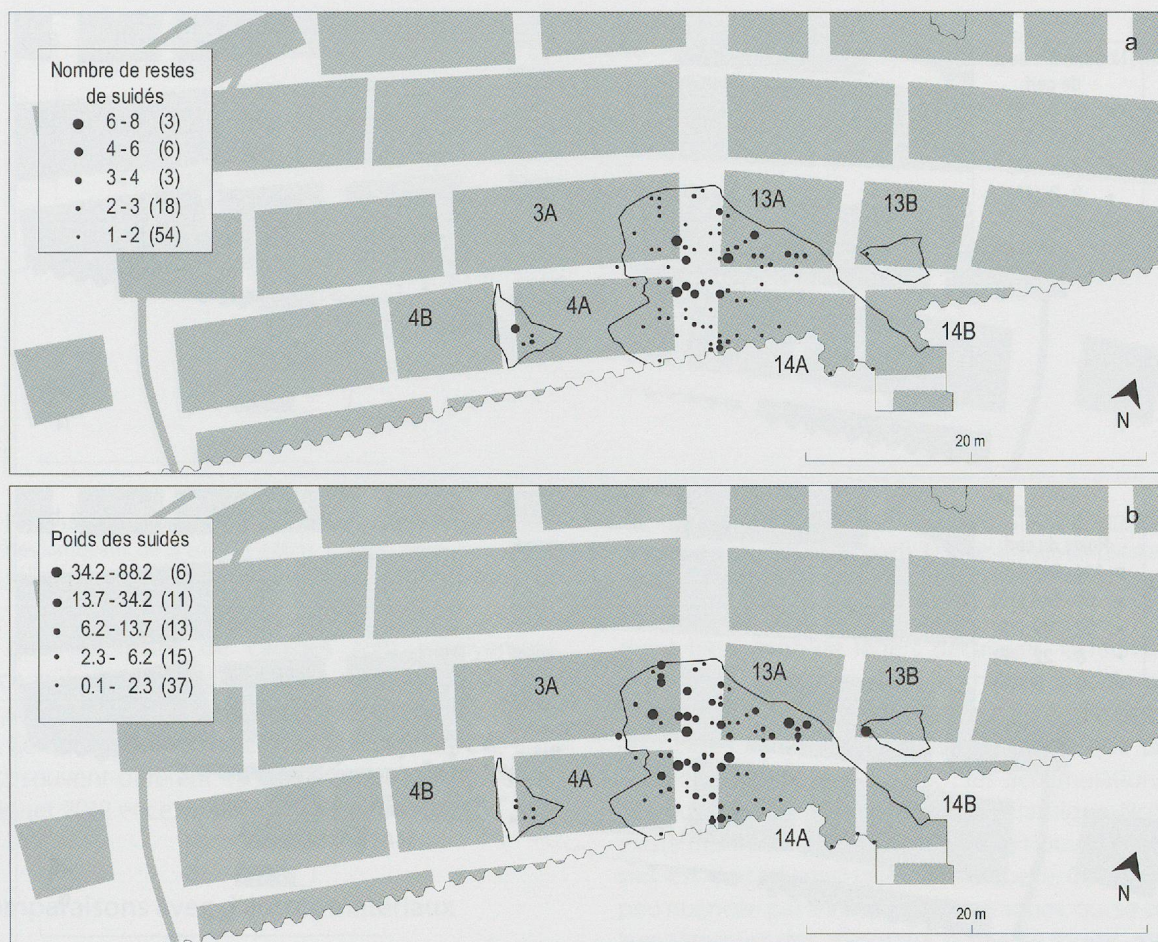 a
Nombre de restes
de suidés
6 - 8 (3)
4 - 6 (6)
3 - 4 (3)
2 - 3 (18)
1 - 2 (54)
3A
13A
13B
4B
4A
14A
14B
N
20 m
b
Poids des suidés
34.2 - 88.2 (6)
13.7 - 34.2 (11)
6.2 - 13.7 (13)
2.3 - 6.2 (15)
0.1 - 2.3 (37)
3A
13A
13B
4B
4A
14A
14B
N
20 m